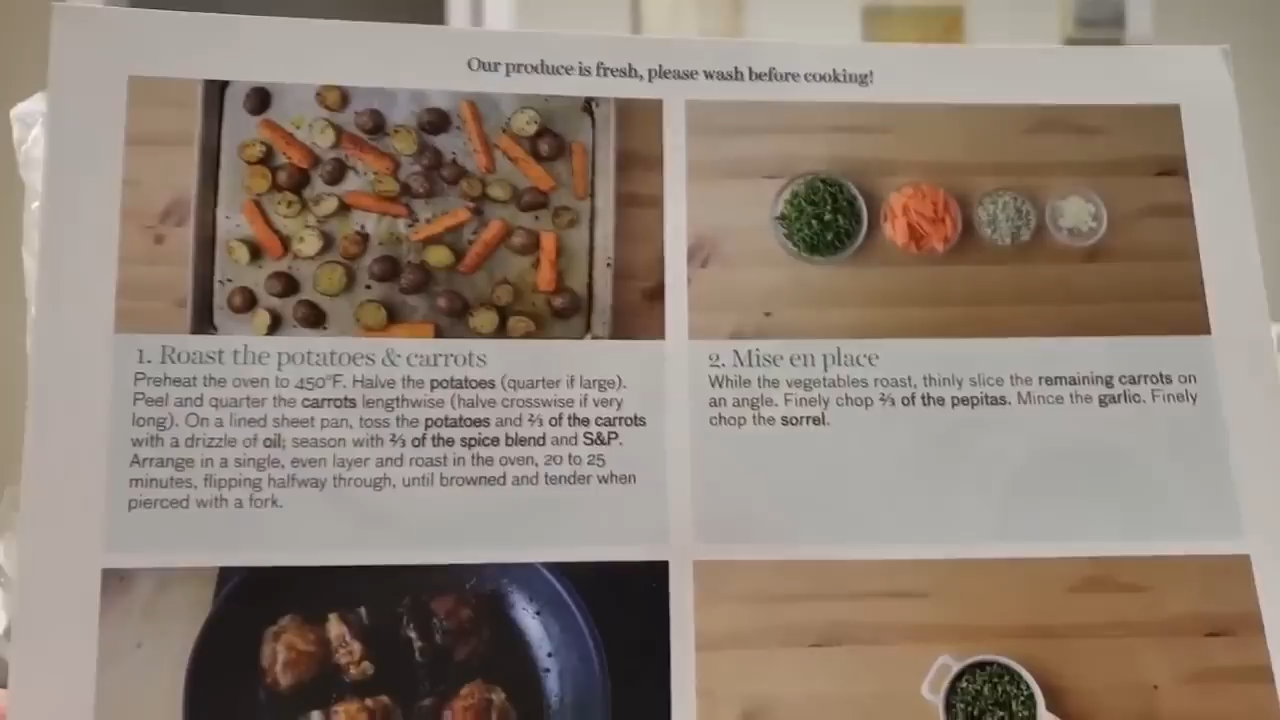 Our produce is fresh, please wash before cooking!
1. Roast the potatoes & carrots
Preheat the oven to 450°F. Halve the potatoes (quarter if large).
Peel and quarter the carrots lengthwise (halve crosswise if very
long). On a lined sheet pan, toss the potatoes and ⅔ of the carrots
with a drizzle of oil; season with ⅔ of the spice blend and S&P.
Arrange in a single, even layer and roast in the oven, 20 to 25
minutes, flipping halfway through, until browned and tender when
pierced with a fork.
2. Mise en place
While the vegetables roast, thinly slice the remaining carrots on
an angle. Finely chop ⅔ of the pepitas. Mince the garlic. Finely
chop the sorrel.